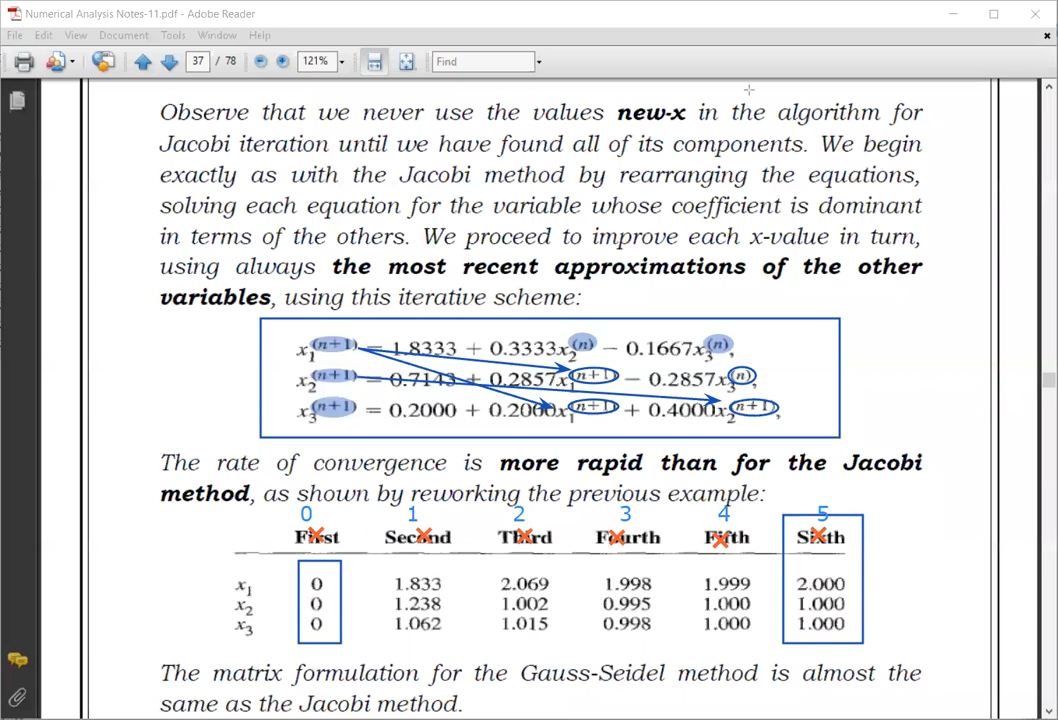 Numerical Analysis Notes-11.pdf - Adobe Reader
File Edit View Document Tools Window Help
37 / 78 121% Find
Observe that we never use the values new-x in the algorithm for
Jacobi iteration until we have found all of its components. We begin
exactly as with the Jacobi method by rearranging the equations,
solving each equation for the variable whose coefficient is dominant
in terms of the others. We proceed to improve each x-value in turn,
using always the most recent approximations of the other
variables, using this iterative scheme:
x₁⁽ⁿ⁺¹⁾ = 1.8333 + 0.3333x₂⁽ⁿ⁾ − 0.1667x₃⁽ⁿ⁾,
x₂⁽ⁿ⁺¹⁾ = 0.7143 + 0.2857x₁⁽ⁿ⁺¹⁾ − 0.2857x₃⁽ⁿ⁾,
x₃⁽ⁿ⁺¹⁾ = 0.2000 + 0.2000x₁⁽ⁿ⁺¹⁾ + 0.4000x₂⁽ⁿ⁺¹⁾,
The rate of convergence is more rapid than for the Jacobi
method, as shown by reworking the previous example:
0 1 2 3 4 5
First Second Third Fourth Fifth Sixth
x₁ 0 1.833 2.069 1.998 1.999 2.000
x₂ 0 1.238 1.002 0.995 1.000 1.000
x₃ 0 1.062 1.015 0.998 1.000 1.000
The matrix formulation for the Gauss-Seidel method is almost the
same as the Jacobi method.